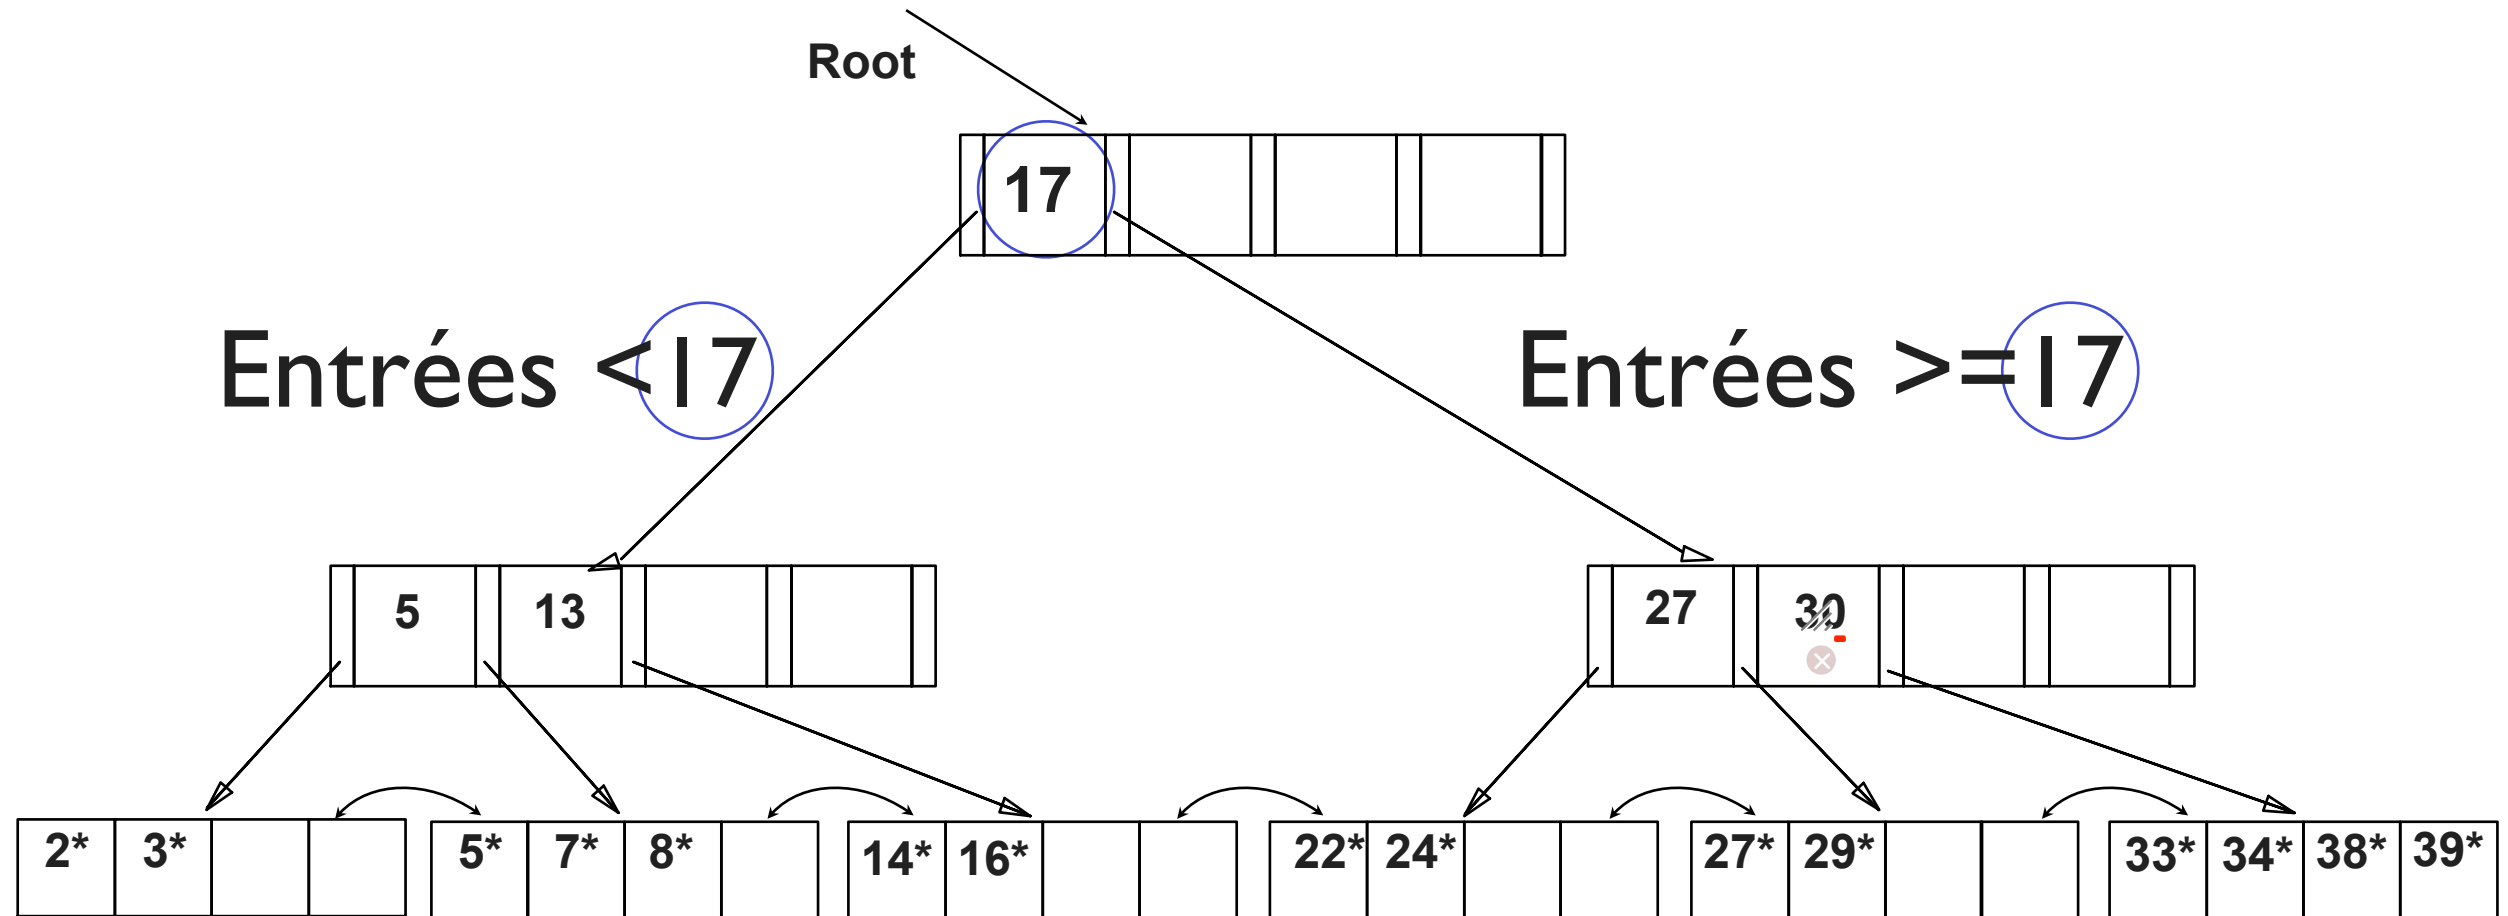 Root
17
Entrées <17
Entrées >=17
5 13
27 30
2* 3*
5* 7* 8*
14* 16*
22* 24*
27* 29*
33* 34* 38* 39*